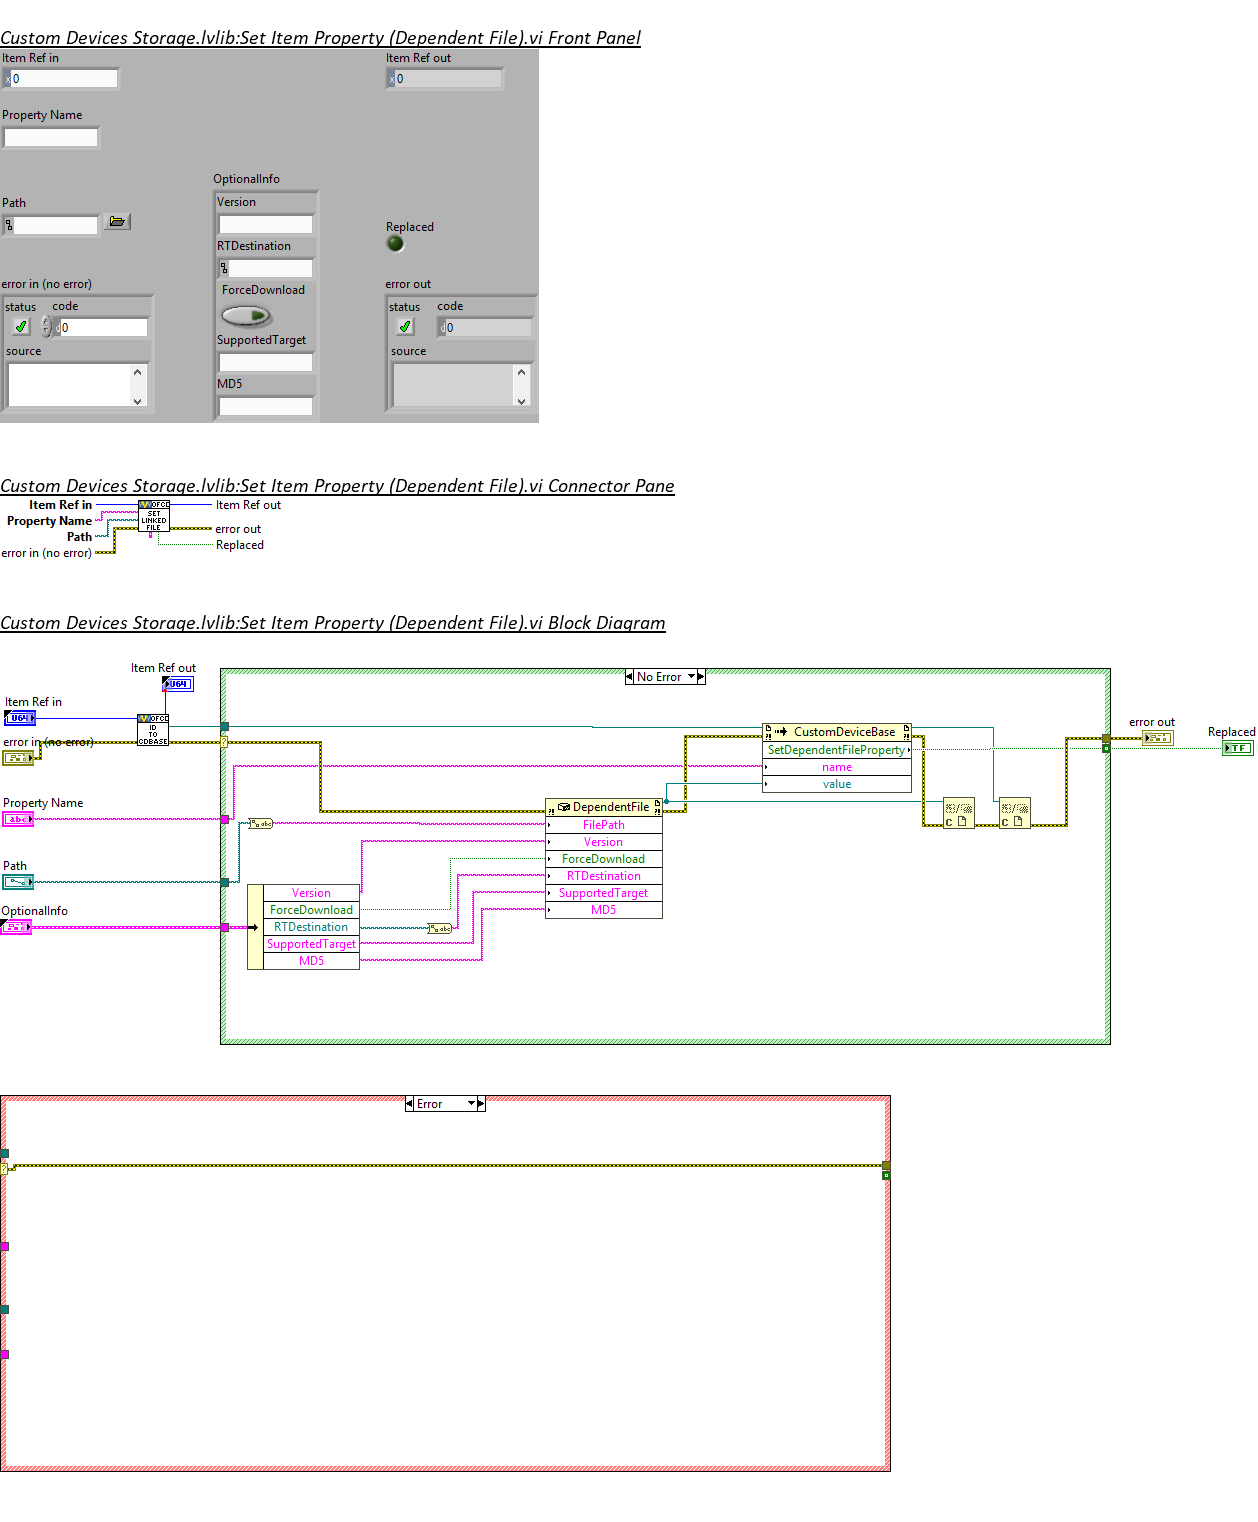 Custom Devices Storage.lvlib:Set Item Property (Dependent File).vi Front Panel
Item Ref in
Item Ref out
x 0
x 0
Property Name
OptionalInfo
Version
Path
Replaced
RTDestination
error in (no error)
ForceDownload
error out
status code
status code
d 0
d 0
SupportedTarget
source
source
MD5
Custom Devices Storage.lvlib:Set Item Property (Dependent File).vi Connector Pane
Item Ref in
Item Ref out
SET
LINKED
FILE
Property Name
error out
Path
Replaced
error in (no error)
Custom Devices Storage.lvlib:Set Item Property (Dependent File).vi Block Diagram
Item Ref out
U64
No Error
Item Ref in
U64
ID
TO
CDBASE
error in (no error)
error out
Replaced
TF
CustomDeviceBase
SetDependentFileProperty
name
value
Property Name
abc
DependentFile
FilePath
Version
ForceDownload
RTDestination
SupportedTarget
MD5
abc
C
C
Path
OptionalInfo
Version
ForceDownload
RTDestination
abc
SupportedTarget
MD5
Error